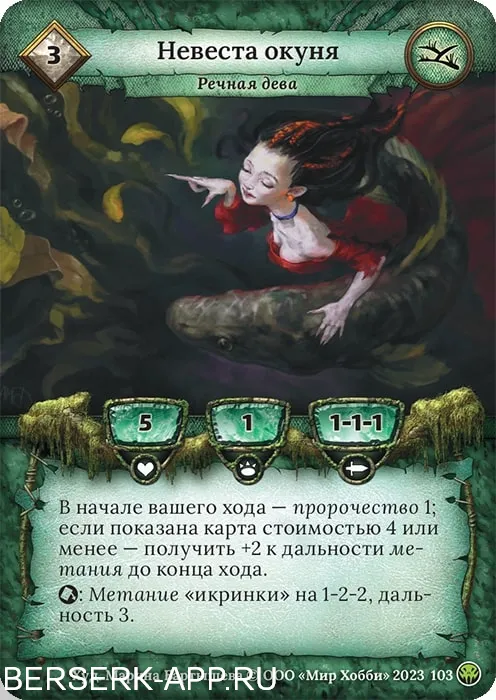 3
Невеста окуня
Речная дева
5
1
1-1-1
В начале вашего хода — пророчество 1;
если показана карта стоимостью 4 или
менее — получить +2 к дальности ме-
тания до конца хода.
: Метание «икринки» на 1-2-2, даль-
ность 3.
Худ. Марина © ООО «Мир Хобби» 2023 103
BERSERK-APP.RU